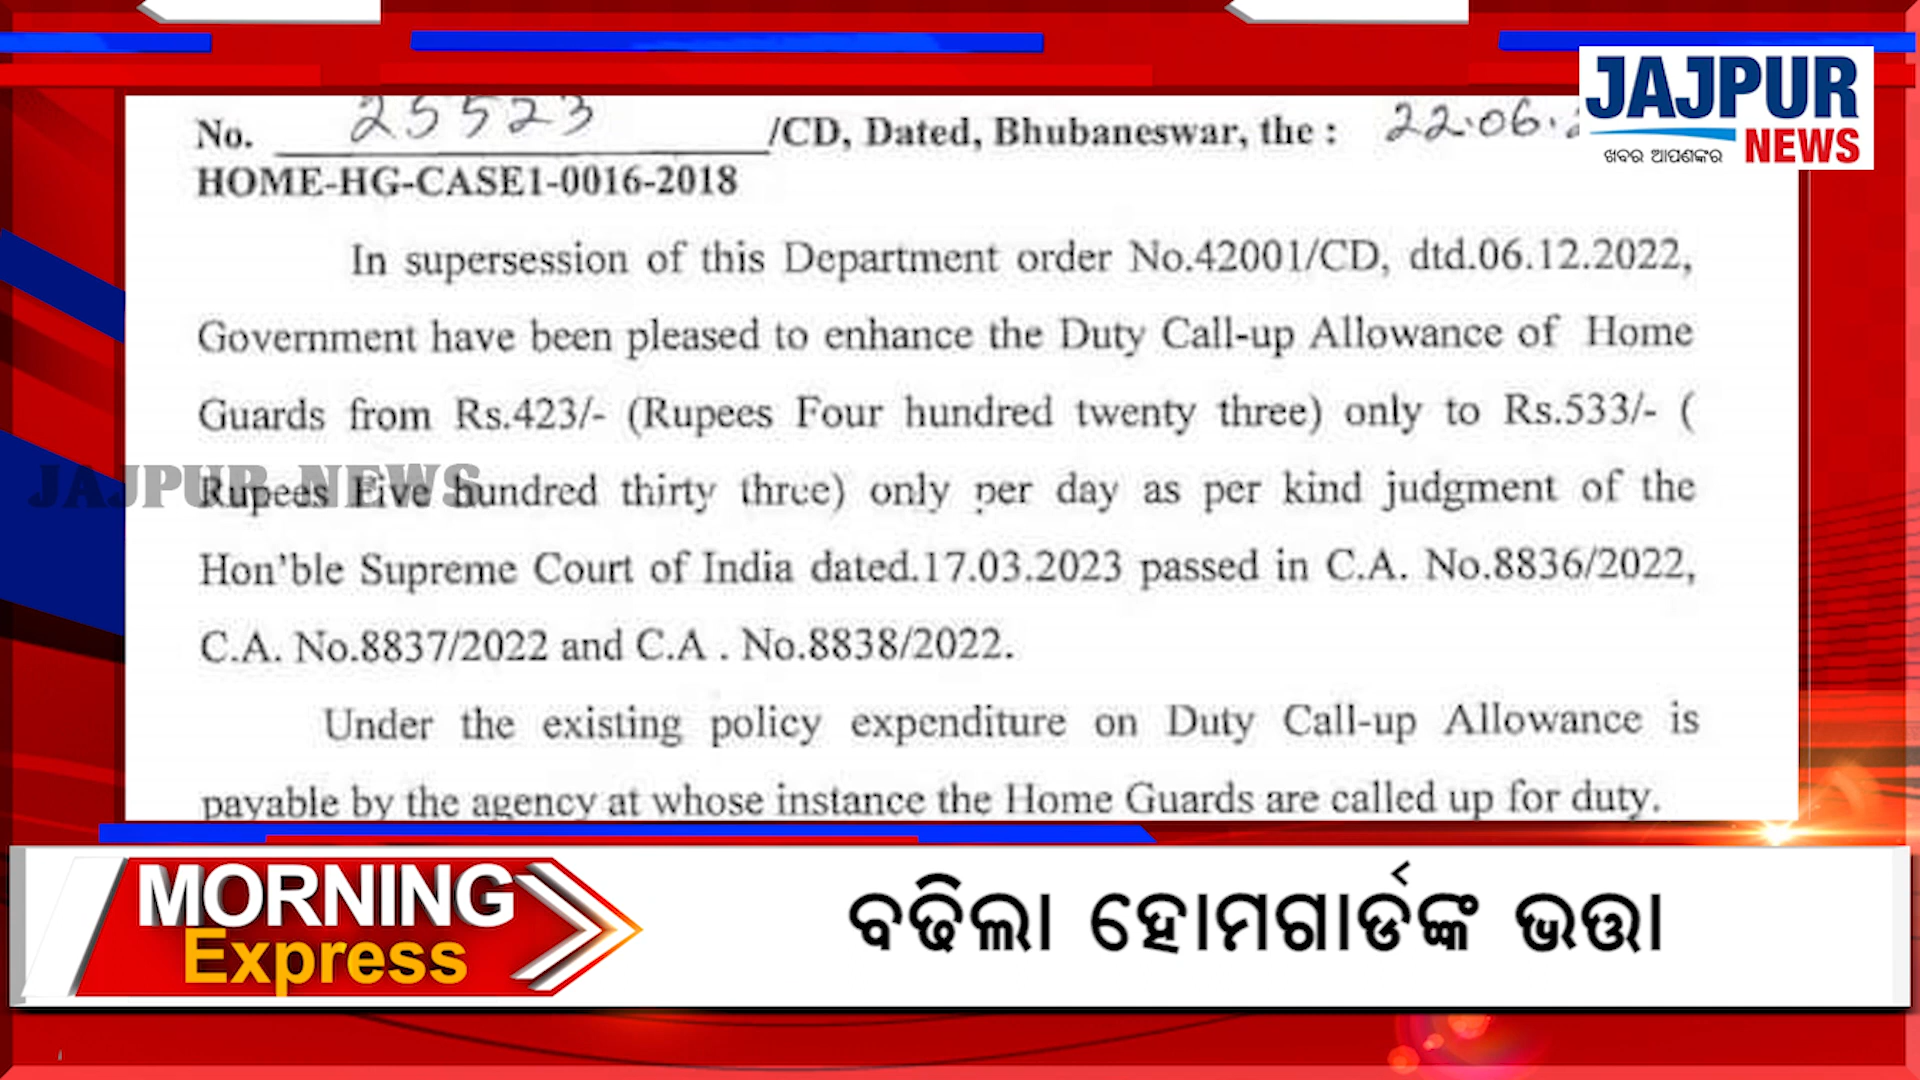 JAJPUR
NEWS
ଖବର ଆପଣଙ୍କର
No. 25523 /CD, Dated, Bhubaneswar, the : 22.06.
HOME-HG-CASE1-0016-2018
In supersession of this Department order No.42001/CD, dtd.06.12.2022,
Government have been pleased to enhance the Duty Call-up Allowance of Home
Guards from Rs.423/- (Rupees Four hundred twenty three) only to Rs.533/- (
Rupees Five hundred thirty three) only per day as per kind judgment of the
Hon'ble Supreme Court of India dated.17.03.2023 passed in C.A. No.8836/2022,
C.A. No.8837/2022 and C.A . No.8838/2022.
Under the existing policy expenditure on Duty Call-up Allowance is
payable by the agency at whose instance the Home Guards are called up for duty.
JAJPUR NEWS
MORNING
Express
ବଢିଲା ହୋମଗାର୍ଡଙ୍କ ଭତ୍ତା